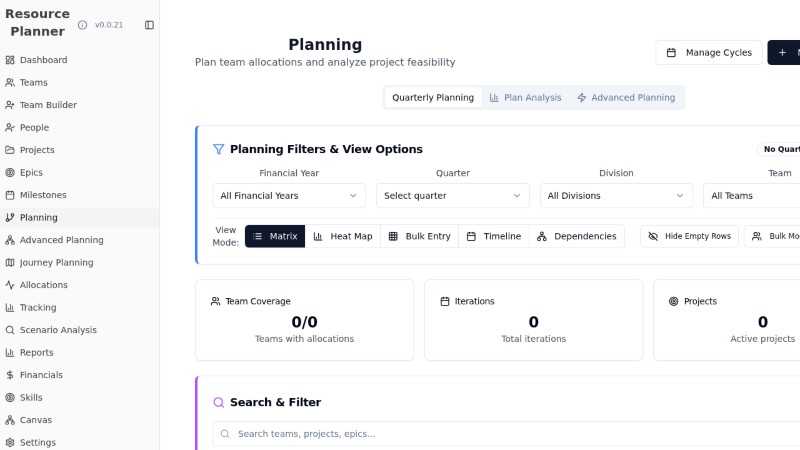 Resource Planner
v0.0.21
Dashboard
Teams
Team Builder
People
Projects
Epics
Milestones
Planning
Advanced Planning
Journey Planning
Allocations
Tracking
Scenario Analysis
Reports
Financials
Skills
Canvas
Settings
Planning
Plan team allocations and analyze project feasibility
Manage Cycles
Quarterly Planning
Plan Analysis
Advanced Planning
Planning Filters & View Options
No Quart
Financial Year
Quarter
Division
Team
All Financial Years
Select quarter
All Divisions
All Teams
View Mode:
Matrix
Heat Map
Bulk Entry
Timeline
Dependencies
Hide Empty Rows
Bulk Mo
Team Coverage
0/0
Teams with allocations
Iterations
0
Total iterations
Projects
0
Active projects
Search & Filter
Search teams, projects, epics...